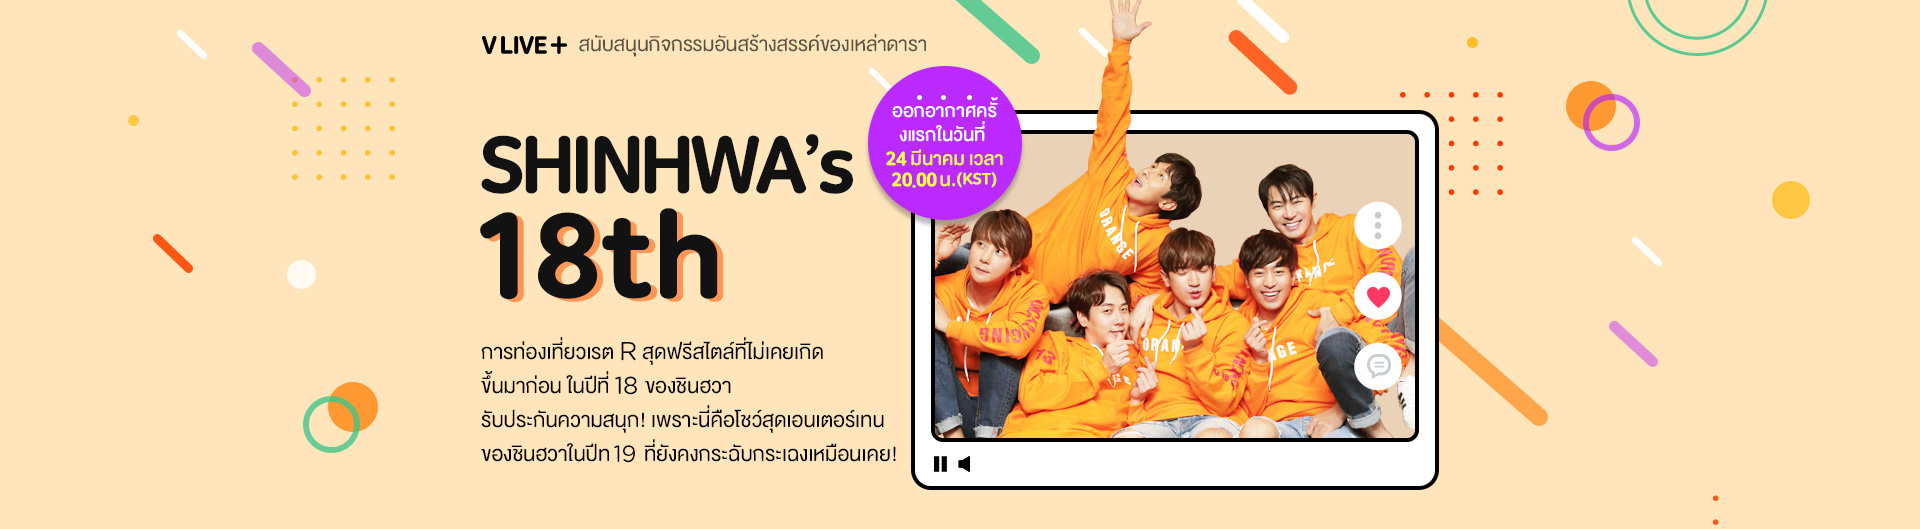 V LIVE+ สนับสนุนกิจกรรมอันสร้างสรรค์ของเหล่าดารา
SHINHWA's
18th
การท่องเที่ยวเรต R สุดฟรีสไตล์ที่ไม่เคยเกิด
ขึ้นมาก่อน ในปีที่ 18 ของชินฮวา
รับประกันความสนุก! เพราะนี่คือโชว์สุดเอนเตอร์เทน
ของชินฮวาในปีท 19 ที่ยังคงกระฉับกระเฉงเหมือนเคย!
ออกอากาศครั้
งแรกในวันที่
24 มีนาคม เวลา
20.00 น.(KST)
ORANGE